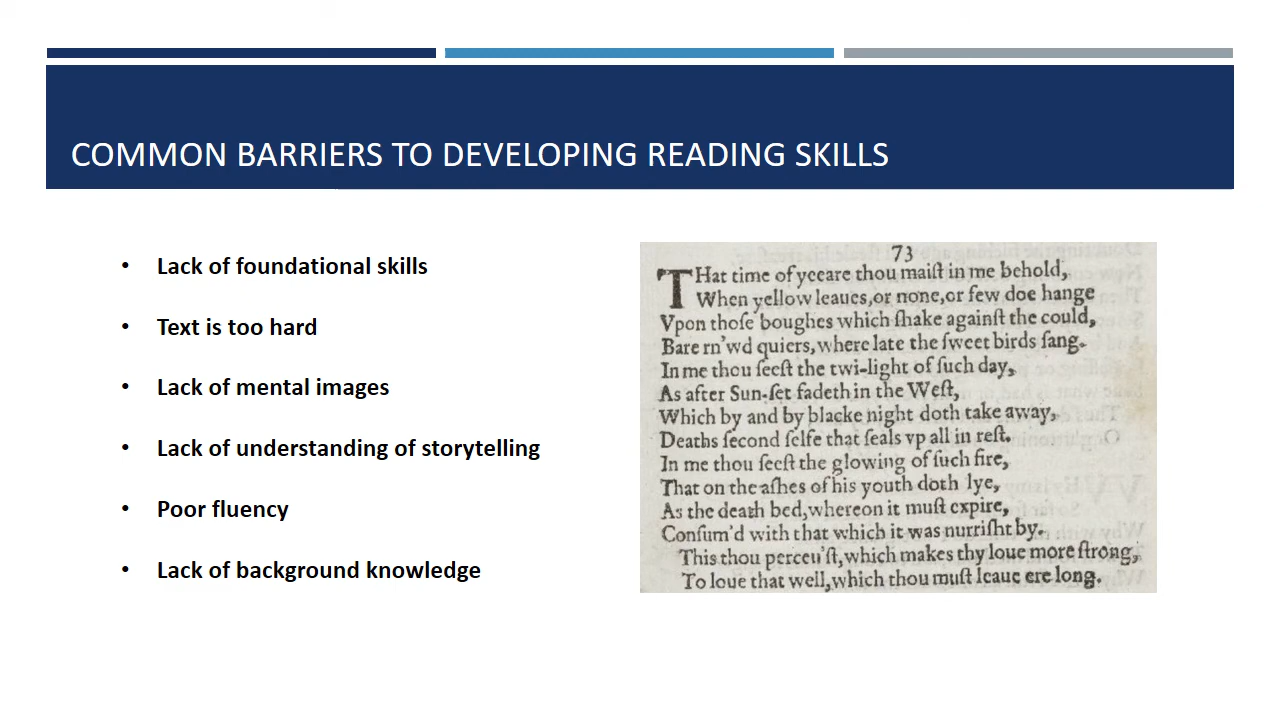 COMMON BARRIERS TO DEVELOPING READING SKILLS
• Lack of foundational skills
• Text is too hard
• Lack of mental images
• Lack of understanding of storytelling
• Poor fluency
• Lack of background knowledge
73
THat time of yeeare thou maiſt in me behold,
When yellow leaues,or none,or few doe hange
Vpon thoſe boughes which ſhake againſt the could,
Bare rn'wd quiers,where late the ſweet birds ſang.
In me thou ſeeſt the twi-light of ſuch day,
As after Sun-ſet fadeth in the Weſt,
Which by and by blacke night doth take away,
Deaths ſecond ſelfe that ſeals vp all in reſt.
In me thou ſeeſt the glowing of ſuch fire,
That on the aſhes of his youth doth lye,
As the death bed,whereon it muſt expire,
Conſum'd with that which it was nurriſht by.
This thou perceu'ſt,which makes thy loue more ſtrong,
To loue that well,which thou muſt leaue ere long.